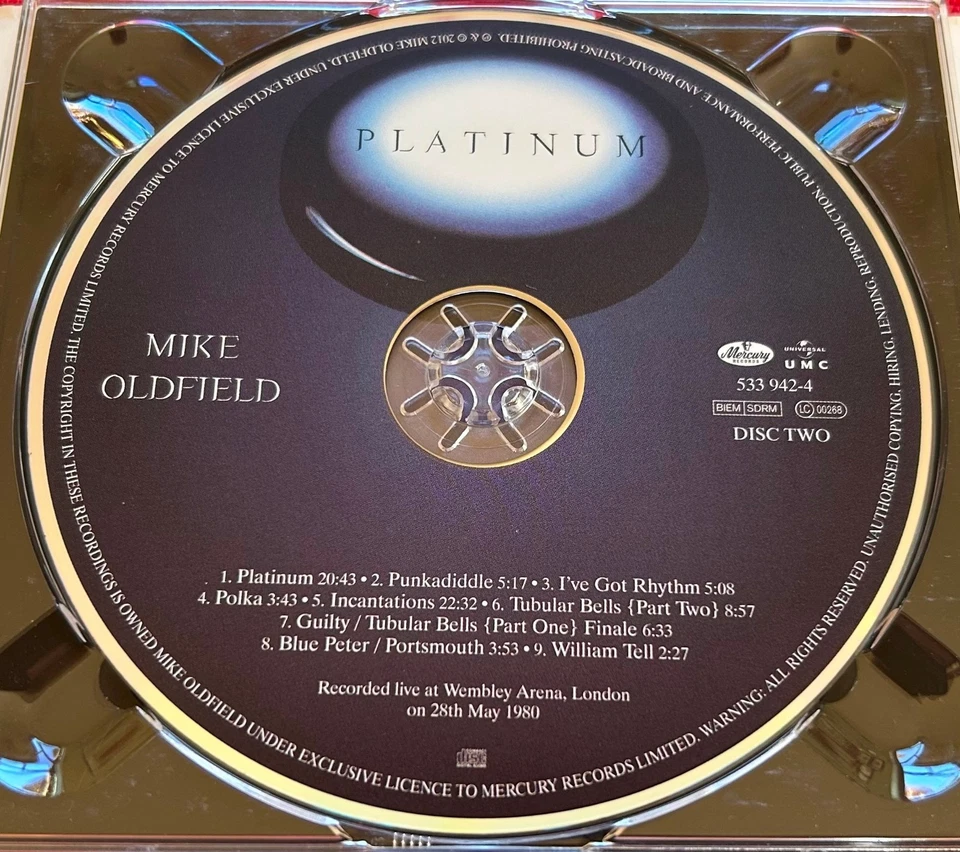 PLATINUM
MIKE
OLDFIELD
Mercury
RECORDS
UNIVERSAL
UMC
533 942-4
BIEM SDRM LC 00268
DISC TWO
1. Platinum 20:43 • 2. Punkadiddle 5:17 • 3. I've Got Rhythm 5:08
4. Polka 3:43 • 5. Incantations 22:32 • 6. Tubular Bells {Part Two} 8:57
7. Guilty / Tubular Bells {Part One} Finale 6:33
8. Blue Peter / Portsmouth 3:53 • 9. William Tell 2:27
Recorded live at Wembley Arena, London
on 28th May 1980
disc
℗ & © 2012 MIKE OLDFIELD. UNDER EXCLUSIVE LICENCE TO MERCURY RECORDS LIMITED. THE COPYRIGHT IN THESE RECORDINGS IS OWNED MIKE OLDFIELD UNDER EXCLUSIVE LICENCE TO MERCURY RECORDS LIMITED. WARNING: ALL RIGHTS RESERVED. UNAUTHORISED COPYING, HIRING, LENDING, REPRODUCTION, PUBLIC PERFORMANCE AND BROADCASTING PROHIBITED.